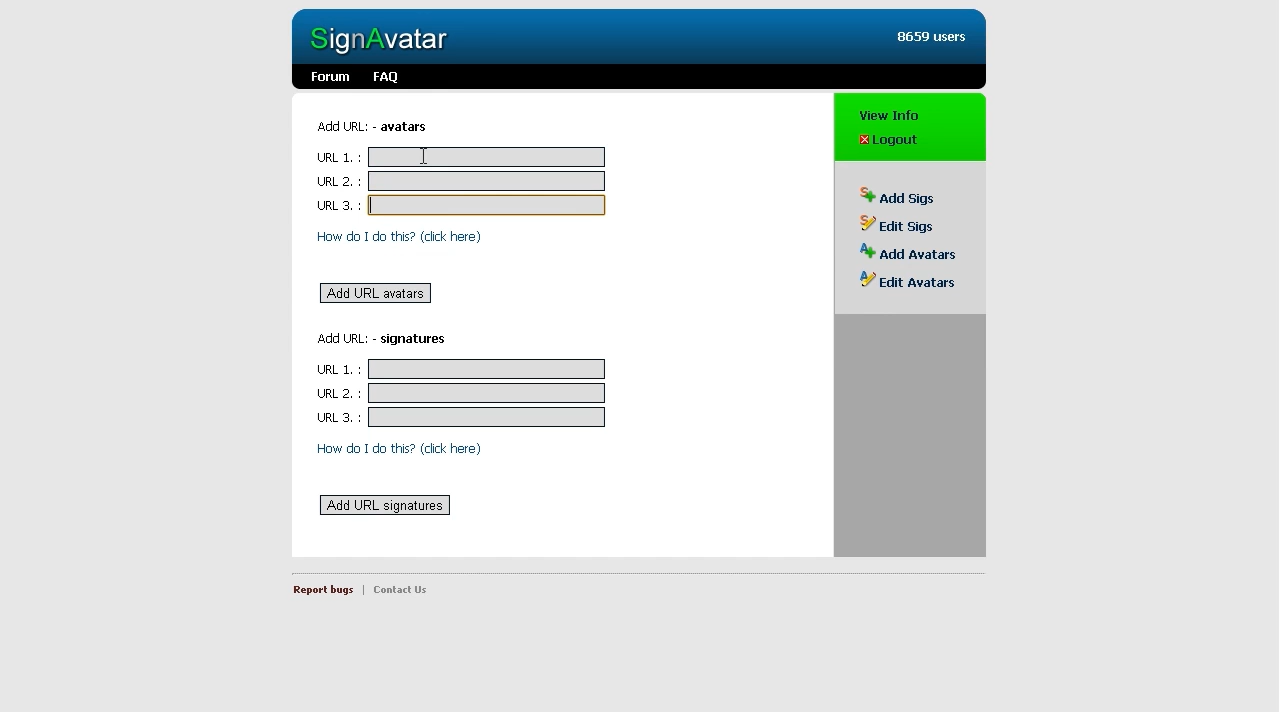 SignAvatar
8659 users
Forum
FAQ
Add URL: - avatars
URL 1. :
URL 2. :
URL 3. :
How do I do this? (click here)
Add URL avatars
Add URL: - signatures
URL 1. :
URL 2. :
URL 3. :
How do I do this? (click here)
Add URL signatures
View Info
Logout
Add Sigs
Edit Sigs
Add Avatars
Edit Avatars
Report bugs | Contact Us